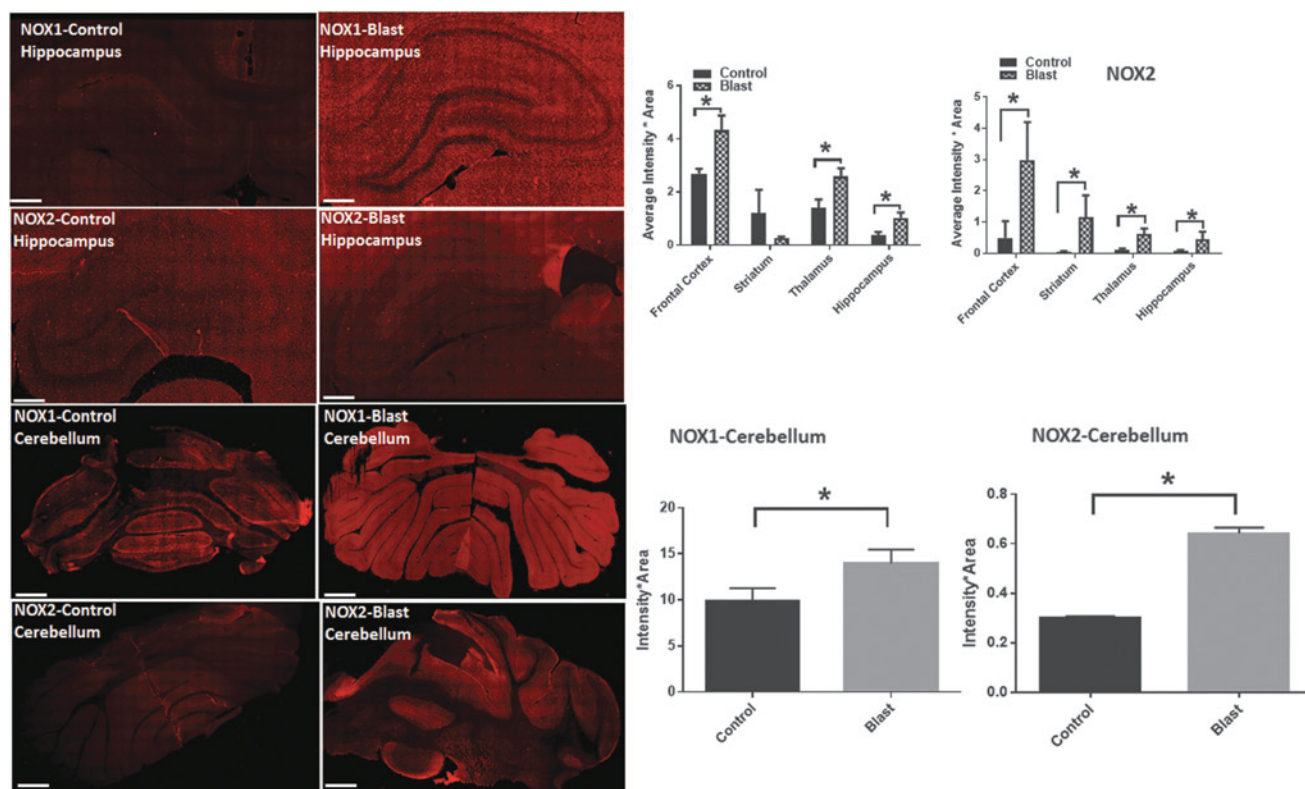 NOX1-Control
Hippocampus
NOX1-Blast
Hippocampus
NOX2-Control
Hippocampus
NOX2-Blast
Hippocampus
NOX1-Control
Cerebellum
NOX1-Blast
Cerebellum
NOX2-Control
Cerebellum
NOX2-Blast
Cerebellum
Control
Blast
Average Intensity * Area
6
4
2
0
*
*
*
Frontal Cortex
Striatum
Thalamus
Hippocampus
Control
Blast
NOX2
Average Intensity * Area
5
4
3
2
1
0
*
*
*
*
Frontal Cortex
Striatum
Thalamus
Hippocampus
NOX1-Cerebellum
Intensity*Area
20
15
10
5
0
*
Control
Blast
NOX2-Cerebellum
Intensity*Area
0.8
0.6
0.4
0.2
0.0
*
Control
Blast